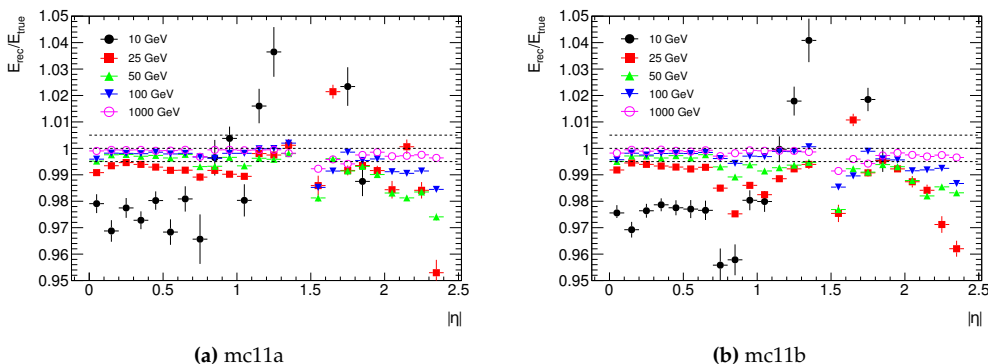 E_rec/E_true
1.05
1.04
1.03
1.02
1.01
1
0.99
0.98
0.97
0.96
0.95
10 GeV
25 GeV
50 GeV
100 GeV
1000 GeV
0 0.5 1 1.5 2 2.5
|η|
(a) mc11a
E_rec/E_true
1.05
1.04
1.03
1.02
1.01
1
0.99
0.98
0.97
0.96
0.95
10 GeV
25 GeV
50 GeV
100 GeV
1000 GeV
0 0.5 1 1.5 2 2.5
|η|
(b) mc11b